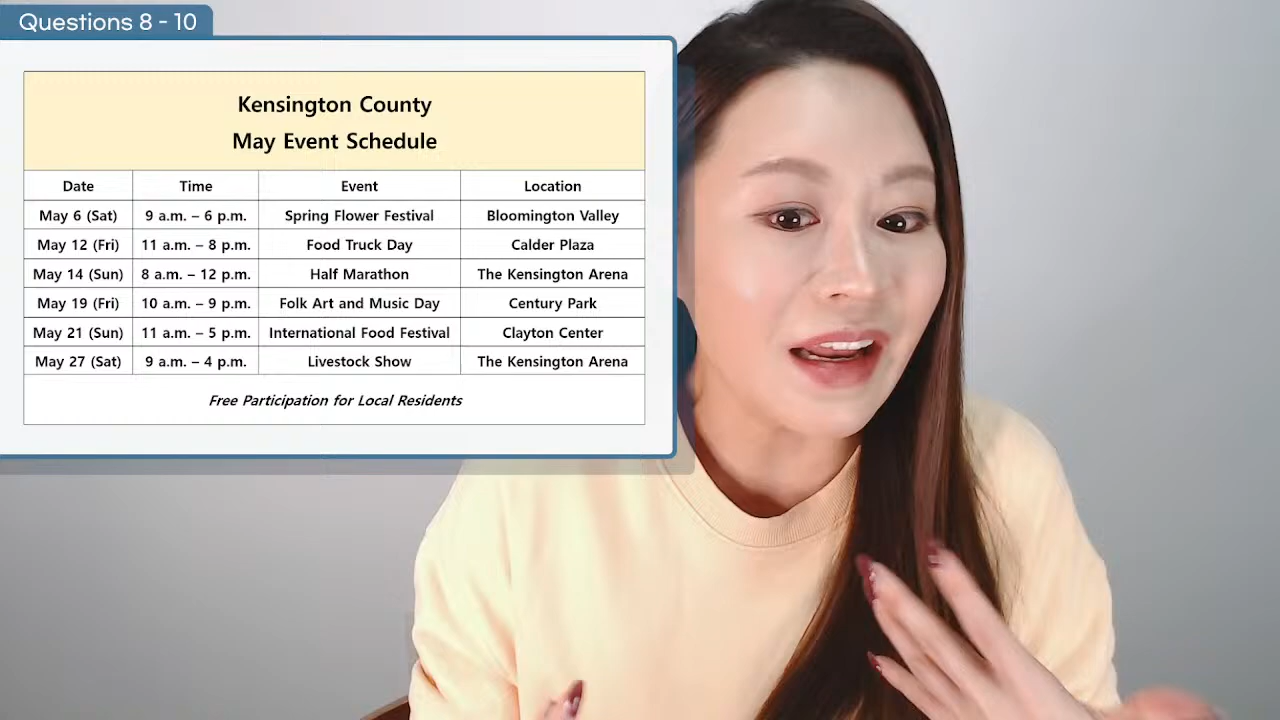 Questions 8 - 10
Kensington County
May Event Schedule
Date Time Event Location
May 6 (Sat) 9 a.m. – 6 p.m. Spring Flower Festival Bloomington Valley
May 12 (Fri) 11 a.m. – 8 p.m. Food Truck Day Calder Plaza
May 14 (Sun) 8 a.m. – 12 p.m. Half Marathon The Kensington Arena
May 19 (Fri) 10 a.m. – 9 p.m. Folk Art and Music Day Century Park
May 21 (Sun) 11 a.m. – 5 p.m. International Food Festival Clayton Center
May 27 (Sat) 9 a.m. – 4 p.m. Livestock Show The Kensington Arena
Free Participation for Local Residents